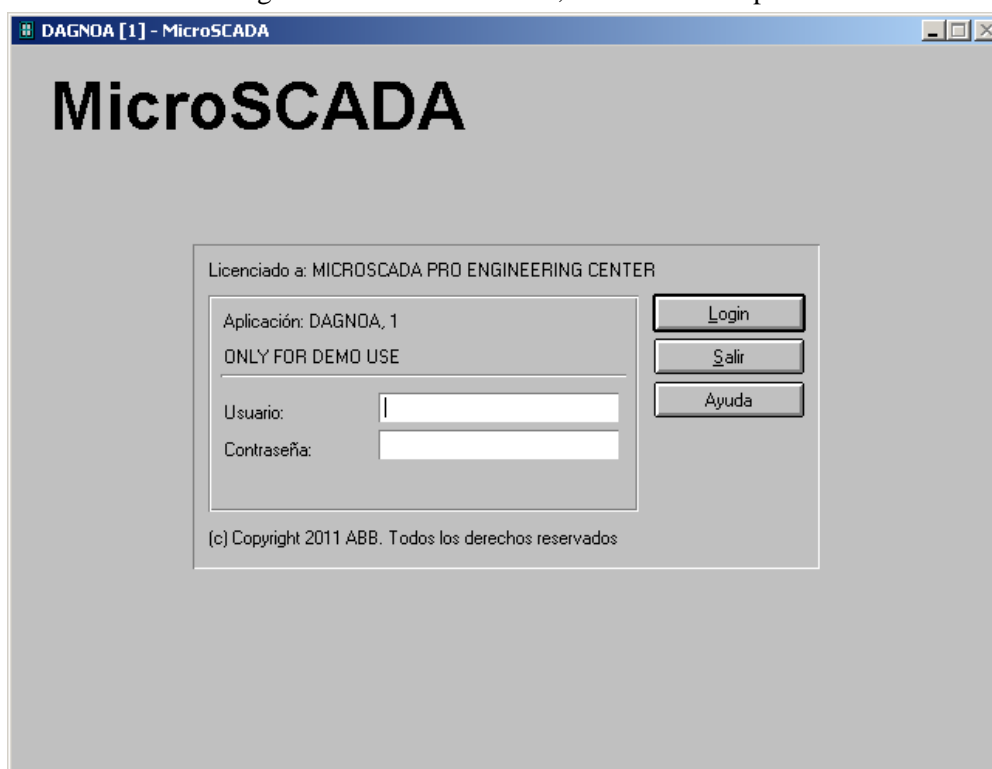 DAGNOA [1] - MicroSCADA
MicroSCADA
Licenciado a: MICROSCADA PRO ENGINEERING CENTER
Aplicación: DAGNOA, 1
ONLY FOR DEMO USE
Usuario:
Contraseña:
Login
Salir
Ayuda
(c) Copyright 2011 ABB. Todos los derechos reservados